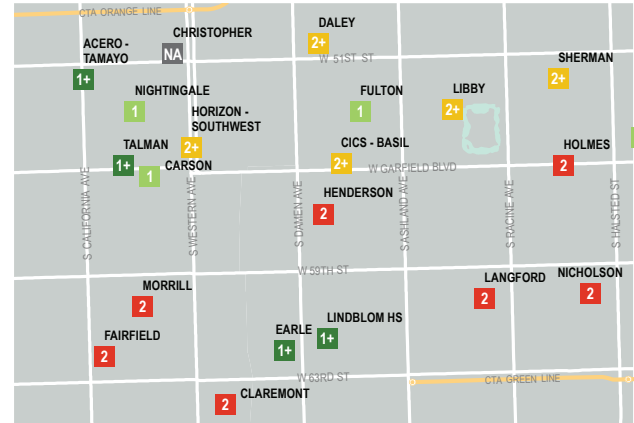 CTA ORANGE LINE
DALEY
2+
CHRISTOPHER
NA
ACERO -
TAMAYO
1+
W 51ST ST
SHERMAN
2+
NIGHTINGALE
1
HORIZON -
SOUTHWEST
2+
FULTON
1
LIBBY
2+
TALMAN
1+
CARSON
1
CICS - BASIL
2+
W GARFIELD BLVD
HOLMES
2
HENDERSON
2
S CALIFORNIA AVE
S WESTERN AVE
S DAMEN AVE
S ASHLAND AVE
S RACINE AVE
S HALSTED ST
W 59TH ST
MORRILL
2
LANGFORD
2
NICHOLSON
2
FAIRFIELD
2
EARLE
1+
LINDBLOM HS
1+
W 63RD ST
CTA GREEN LINE
CLAREMONT
2